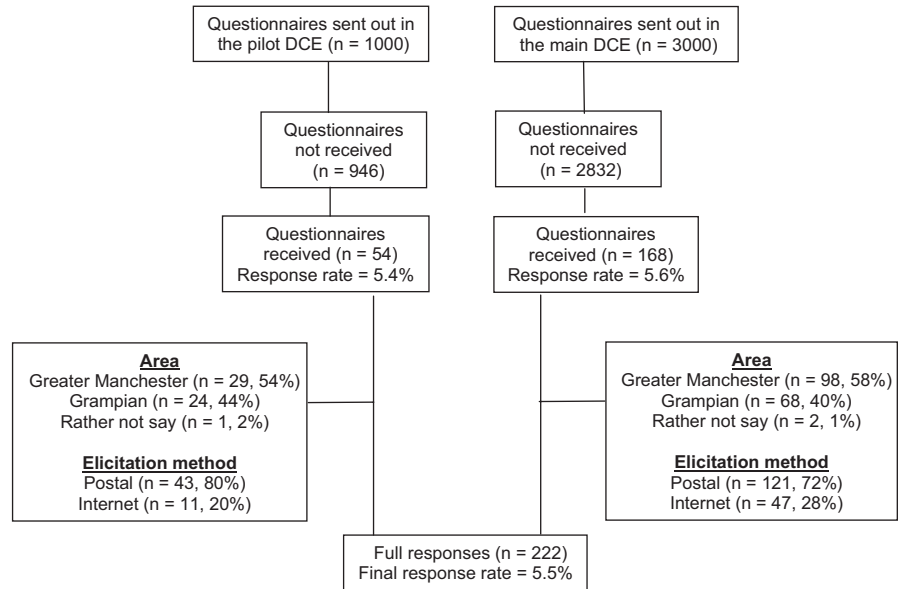 Questionnaires sent out in
the pilot DCE (n = 1000)
Questionnaires sent out in
the main DCE (n = 3000)
Questionnaires
not received
(n = 946)
Questionnaires
not received
(n = 2832)
Questionnaires
received (n = 54)
Response rate = 5.4%
Questionnaires
received (n = 168)
Response rate = 5.6%
Area
Greater Manchester (n = 29, 54%)
Grampian (n = 24, 44%)
Rather not say (n = 1, 2%)
Elicitation method
Postal (n = 43, 80%)
Internet (n = 11, 20%)
Area
Greater Manchester (n = 98, 58%)
Grampian (n = 68, 40%)
Rather not say (n = 2, 1%)
Elicitation method
Postal (n = 121, 72%)
Internet (n = 47, 28%)
Full responses (n = 222)
Final response rate = 5.5%